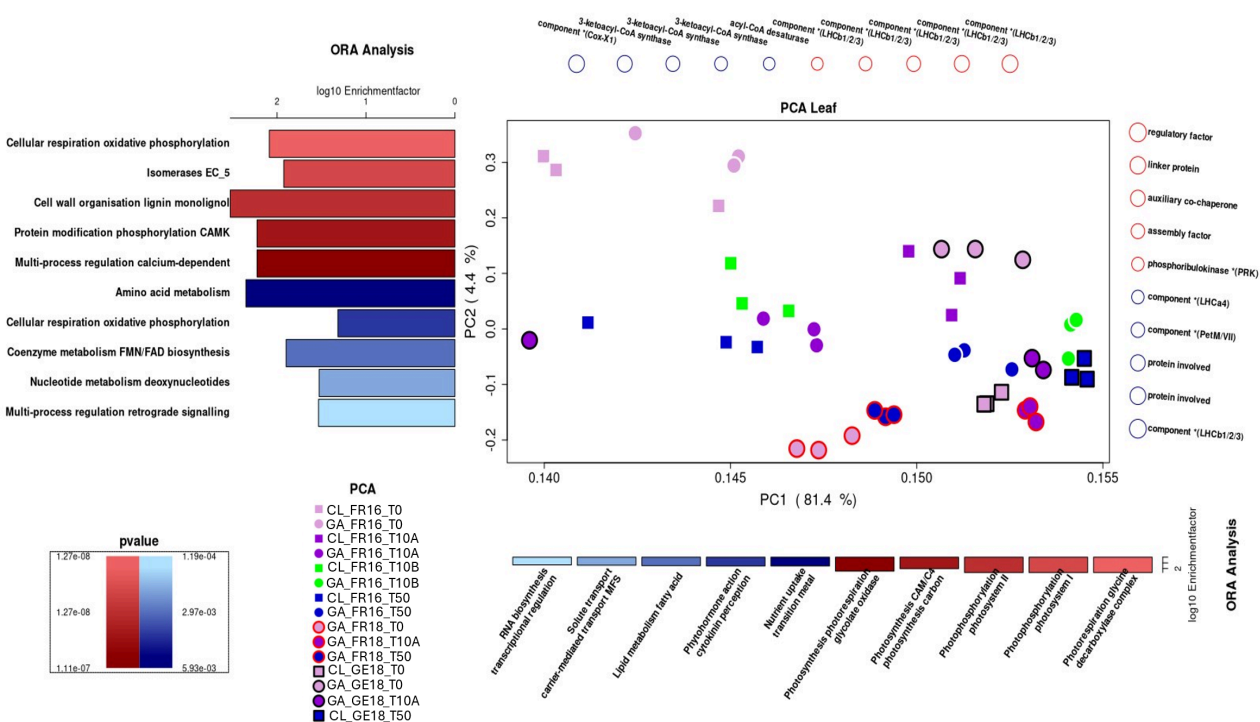 component *(Cox-X1)
3-ketoacyl-CoA synthase
3-ketoacyl-CoA synthase
3-ketoacyl-CoA synthase
acyl-CoA desaturase
component *(LHCb1/2/3)
component *(LHCb1/2/3)
component *(LHCb1/2/3)
component *(LHCb1/2/3)
component *(LHCb1/2/3)
ORA Analysis
log10 Enrichmentfactor
2 1 0
Cellular respiration oxidative phosphorylation
Isomerases EC_5
Cell wall organisation lignin monolignol
Protein modification phosphorylation CAMK
Multi-process regulation calcium-dependent
Amino acid metabolism
Cellular respiration oxidative phosphorylation
Coenzyme metabolism FMN/FAD biosynthesis
Nucleotide metabolism deoxynucleotides
Multi-process regulation retrograde signalling
PCA Leaf
PC2 ( 4.4 %)
0.3
0.2
0.1
0.0
-0.1
-0.2
0.140 0.145 0.150 0.155
PC1 ( 81.4 %)
regulatory factor
linker protein
auxiliary co-chaperone
assembly factor
phosphoribulokinase *(PRK)
component *(LHCa4)
component *(PetM/VII)
protein involved
protein involved
component *(LHCb1/2/3)
pvalue
1.27e-08 1.19e-04
1.27e-08 2.97e-03
1.11e-07 5.93e-03
PCA
CL_FR16_T0
GA_FR16_T0
CL_FR16_T10A
GA_FR16_T10A
CL_FR16_T10B
GA_FR16_T10B
CL_FR16_T50
GA_FR16_T50
GA_FR18_T0
GA_FR18_T10A
GA_FR18_T50
CL_GE18_T0
GA_GE18_T0
GA_GE18_T10A
CL_GE18_T50
RNA biosynthesis
transcriptional regulation
Solute transport
carrier-mediated transport MFS
Lipid metabolism fatty acid
Phytohormone action
cytokinin perception
Nutrient uptake
transition metal
Photosynthesis photorespiration
glycolate oxidase
Photosynthesis CAM/C4
photosynthesis carbon
Photophosphorylation
photosystem II
Photophosphorylation
photosystem I
Photorespiration glycine
decarboxylase complex
2
log10 Enrichmentfactor
ORA Analysis